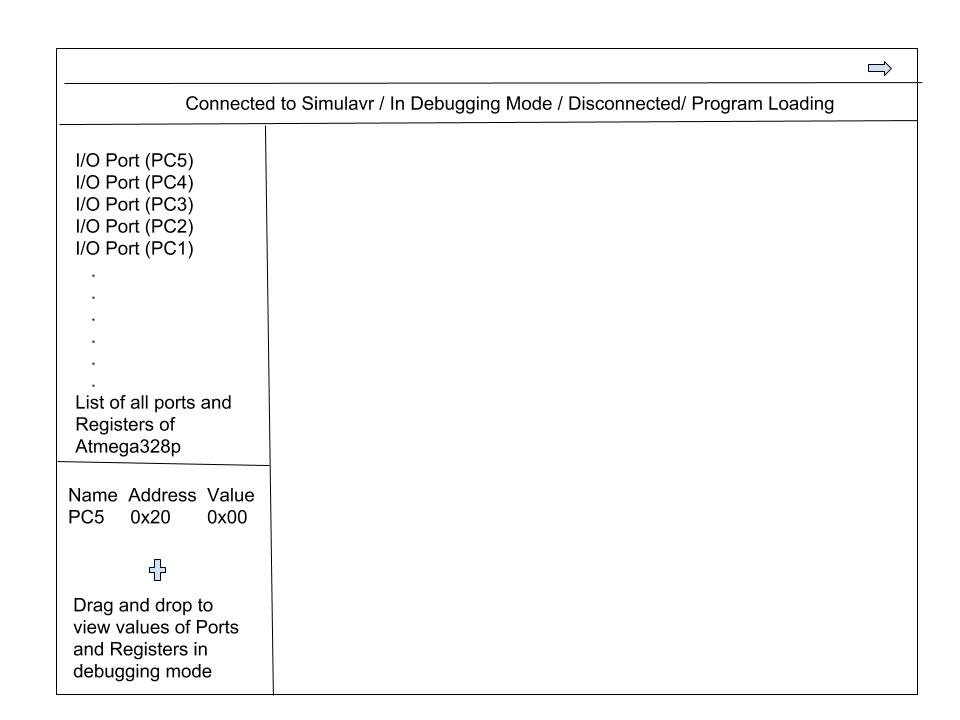 Connected to Simulavr / In Debugging Mode / Disconnected/ Program Loading
I/O Port (PC5)
I/O Port (PC4)
I/O Port (PC3)
I/O Port (PC2)
I/O Port (PC1)
.
.
.
.
.
.
List of all ports and
Registers of
Atmega328p
Name Address Value
PC5 0x20 0x00
Drag and drop to
view values of Ports
and Registers in
debugging mode